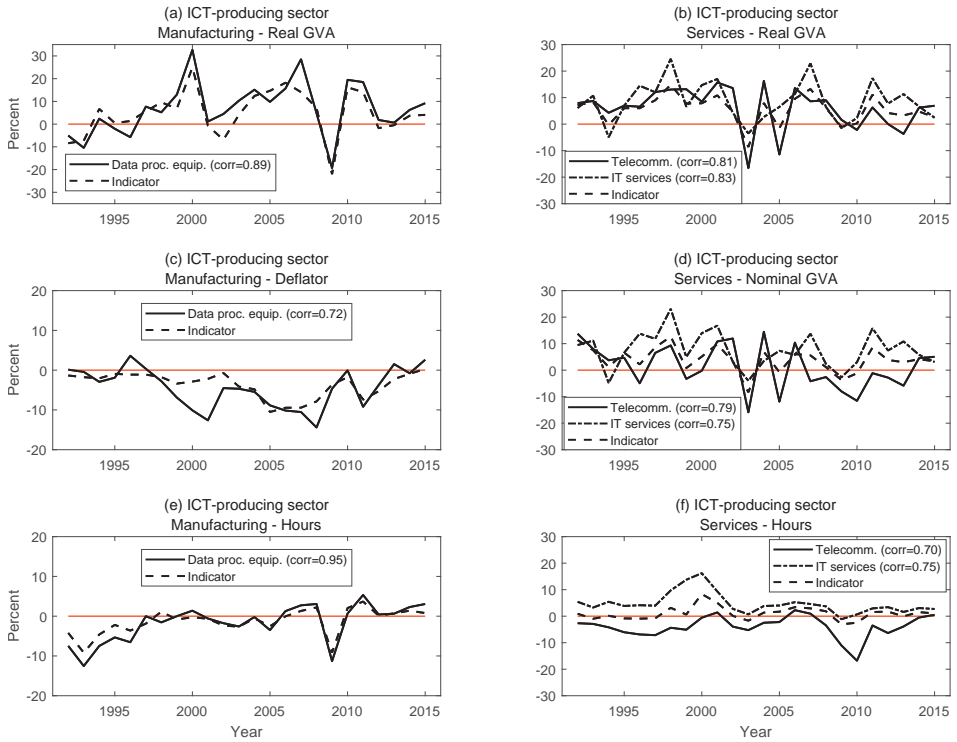 (a) ICT-producing sector
Manufacturing - Real GVA
Percent
30
20
10
0
-10
-20
-30
Data proc. equip. (corr=0.89)
Indicator
1995
2000
2005
2010
2015
(b) ICT-producing sector
Services - Real GVA
30
20
10
0
-10
-20
-30
Telecomm. (corr=0.81)
IT services (corr=0.83)
Indicator
1995
2000
2005
2010
2015
(c) ICT-producing sector
Manufacturing - Deflator
Percent
20
10
0
-10
-20
Data proc. equip. (corr=0.72)
Indicator
1995
2000
2005
2010
2015
(d) ICT-producing sector
Services - Nominal GVA
30
20
10
0
-10
-20
-30
Telecomm. (corr=0.79)
IT services (corr=0.75)
Indicator
1995
2000
2005
2010
2015
(e) ICT-producing sector
Manufacturing - Hours
Percent
20
10
0
-10
-20
Data proc. equip. (corr=0.95)
Indicator
1995
2000
2005
2010
2015
Year
(f) ICT-producing sector
Services - Hours
30
20
10
0
-10
-20
-30
Telecomm. (corr=0.70)
IT services (corr=0.75)
Indicator
1995
2000
2005
2010
2015
Year